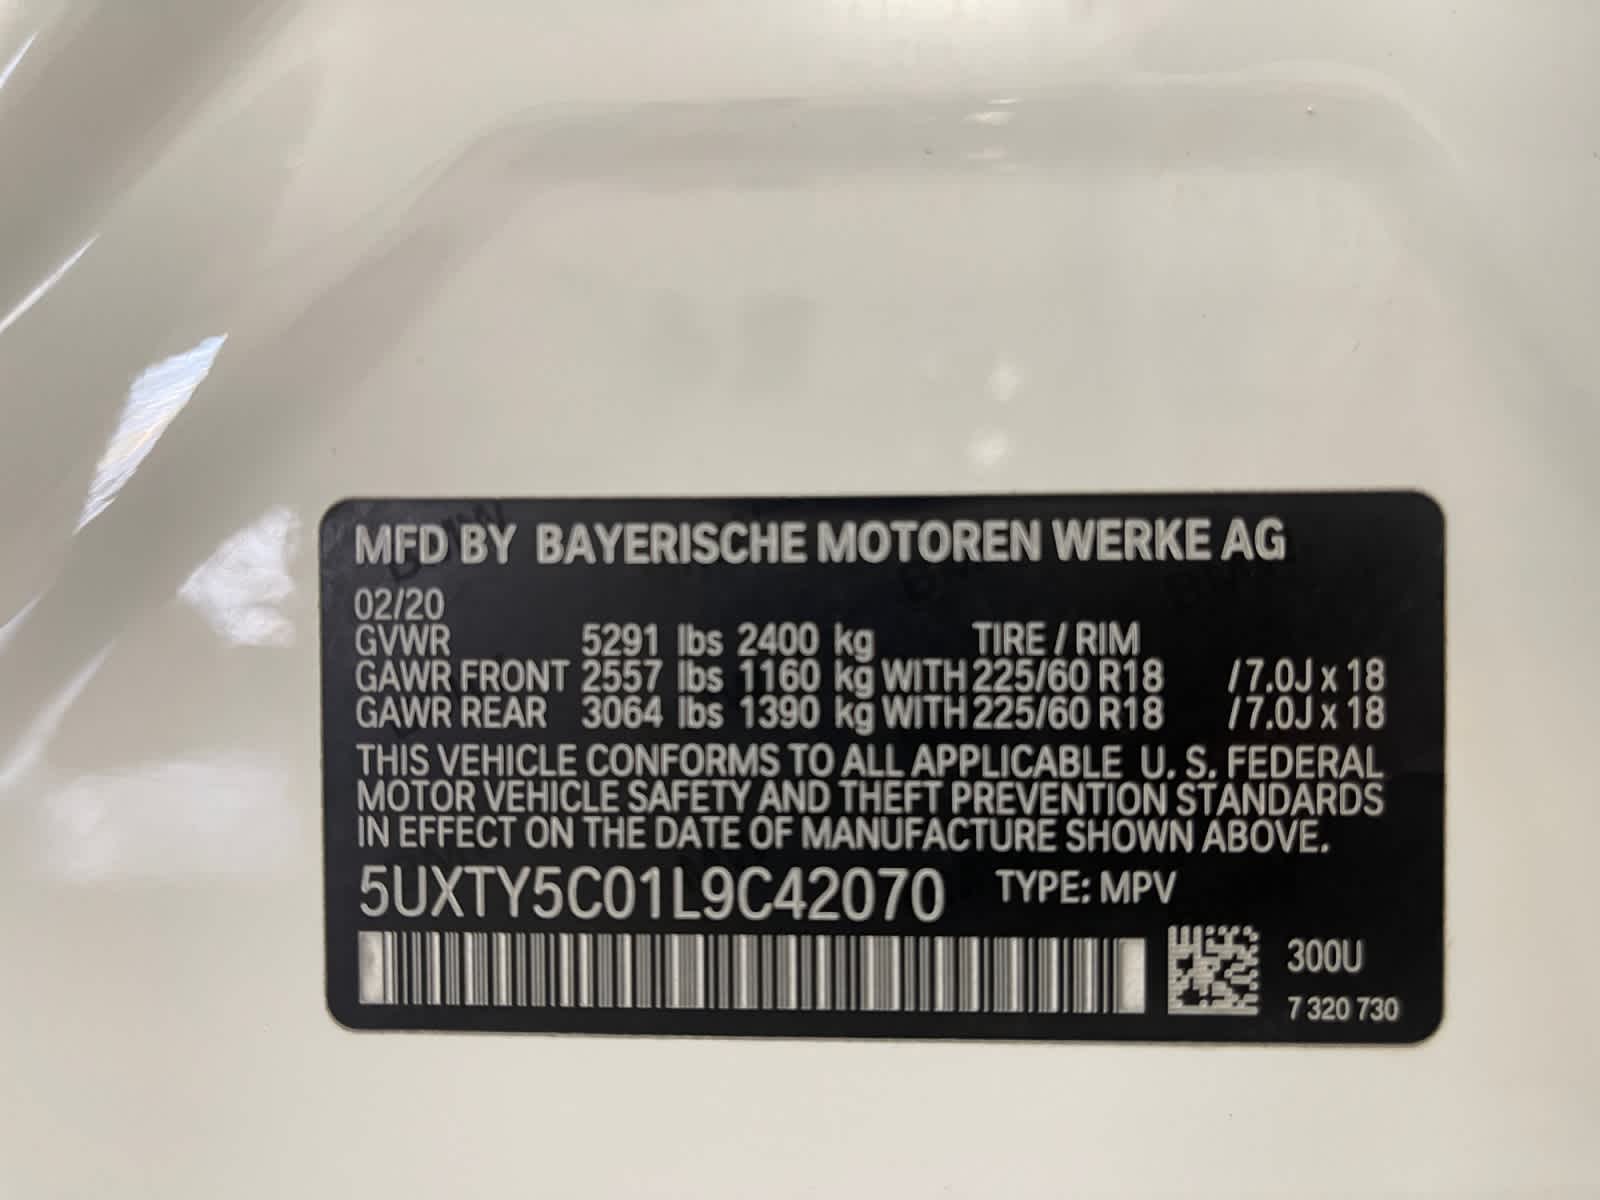 MFD BY BAYERISCHE MOTOREN WERKE AG
02/20
GVWR 5291 lbs 2400 kg TIRE / RIM
GAWR FRONT 2557 lbs 1160 kg WITH 225/60 R18 / 7.0J x 18
GAWR REAR 3064 lbs 1390 kg WITH 225/60 R18 / 7.0J x 18
THIS VEHICLE CONFORMS TO ALL APPLICABLE U. S. FEDERAL
MOTOR VEHICLE SAFETY AND THEFT PREVENTION STANDARDS
IN EFFECT ON THE DATE OF MANUFACTURE SHOWN ABOVE.
5UXTY5C01L9C42070 TYPE: MPV
300U
7 320 730